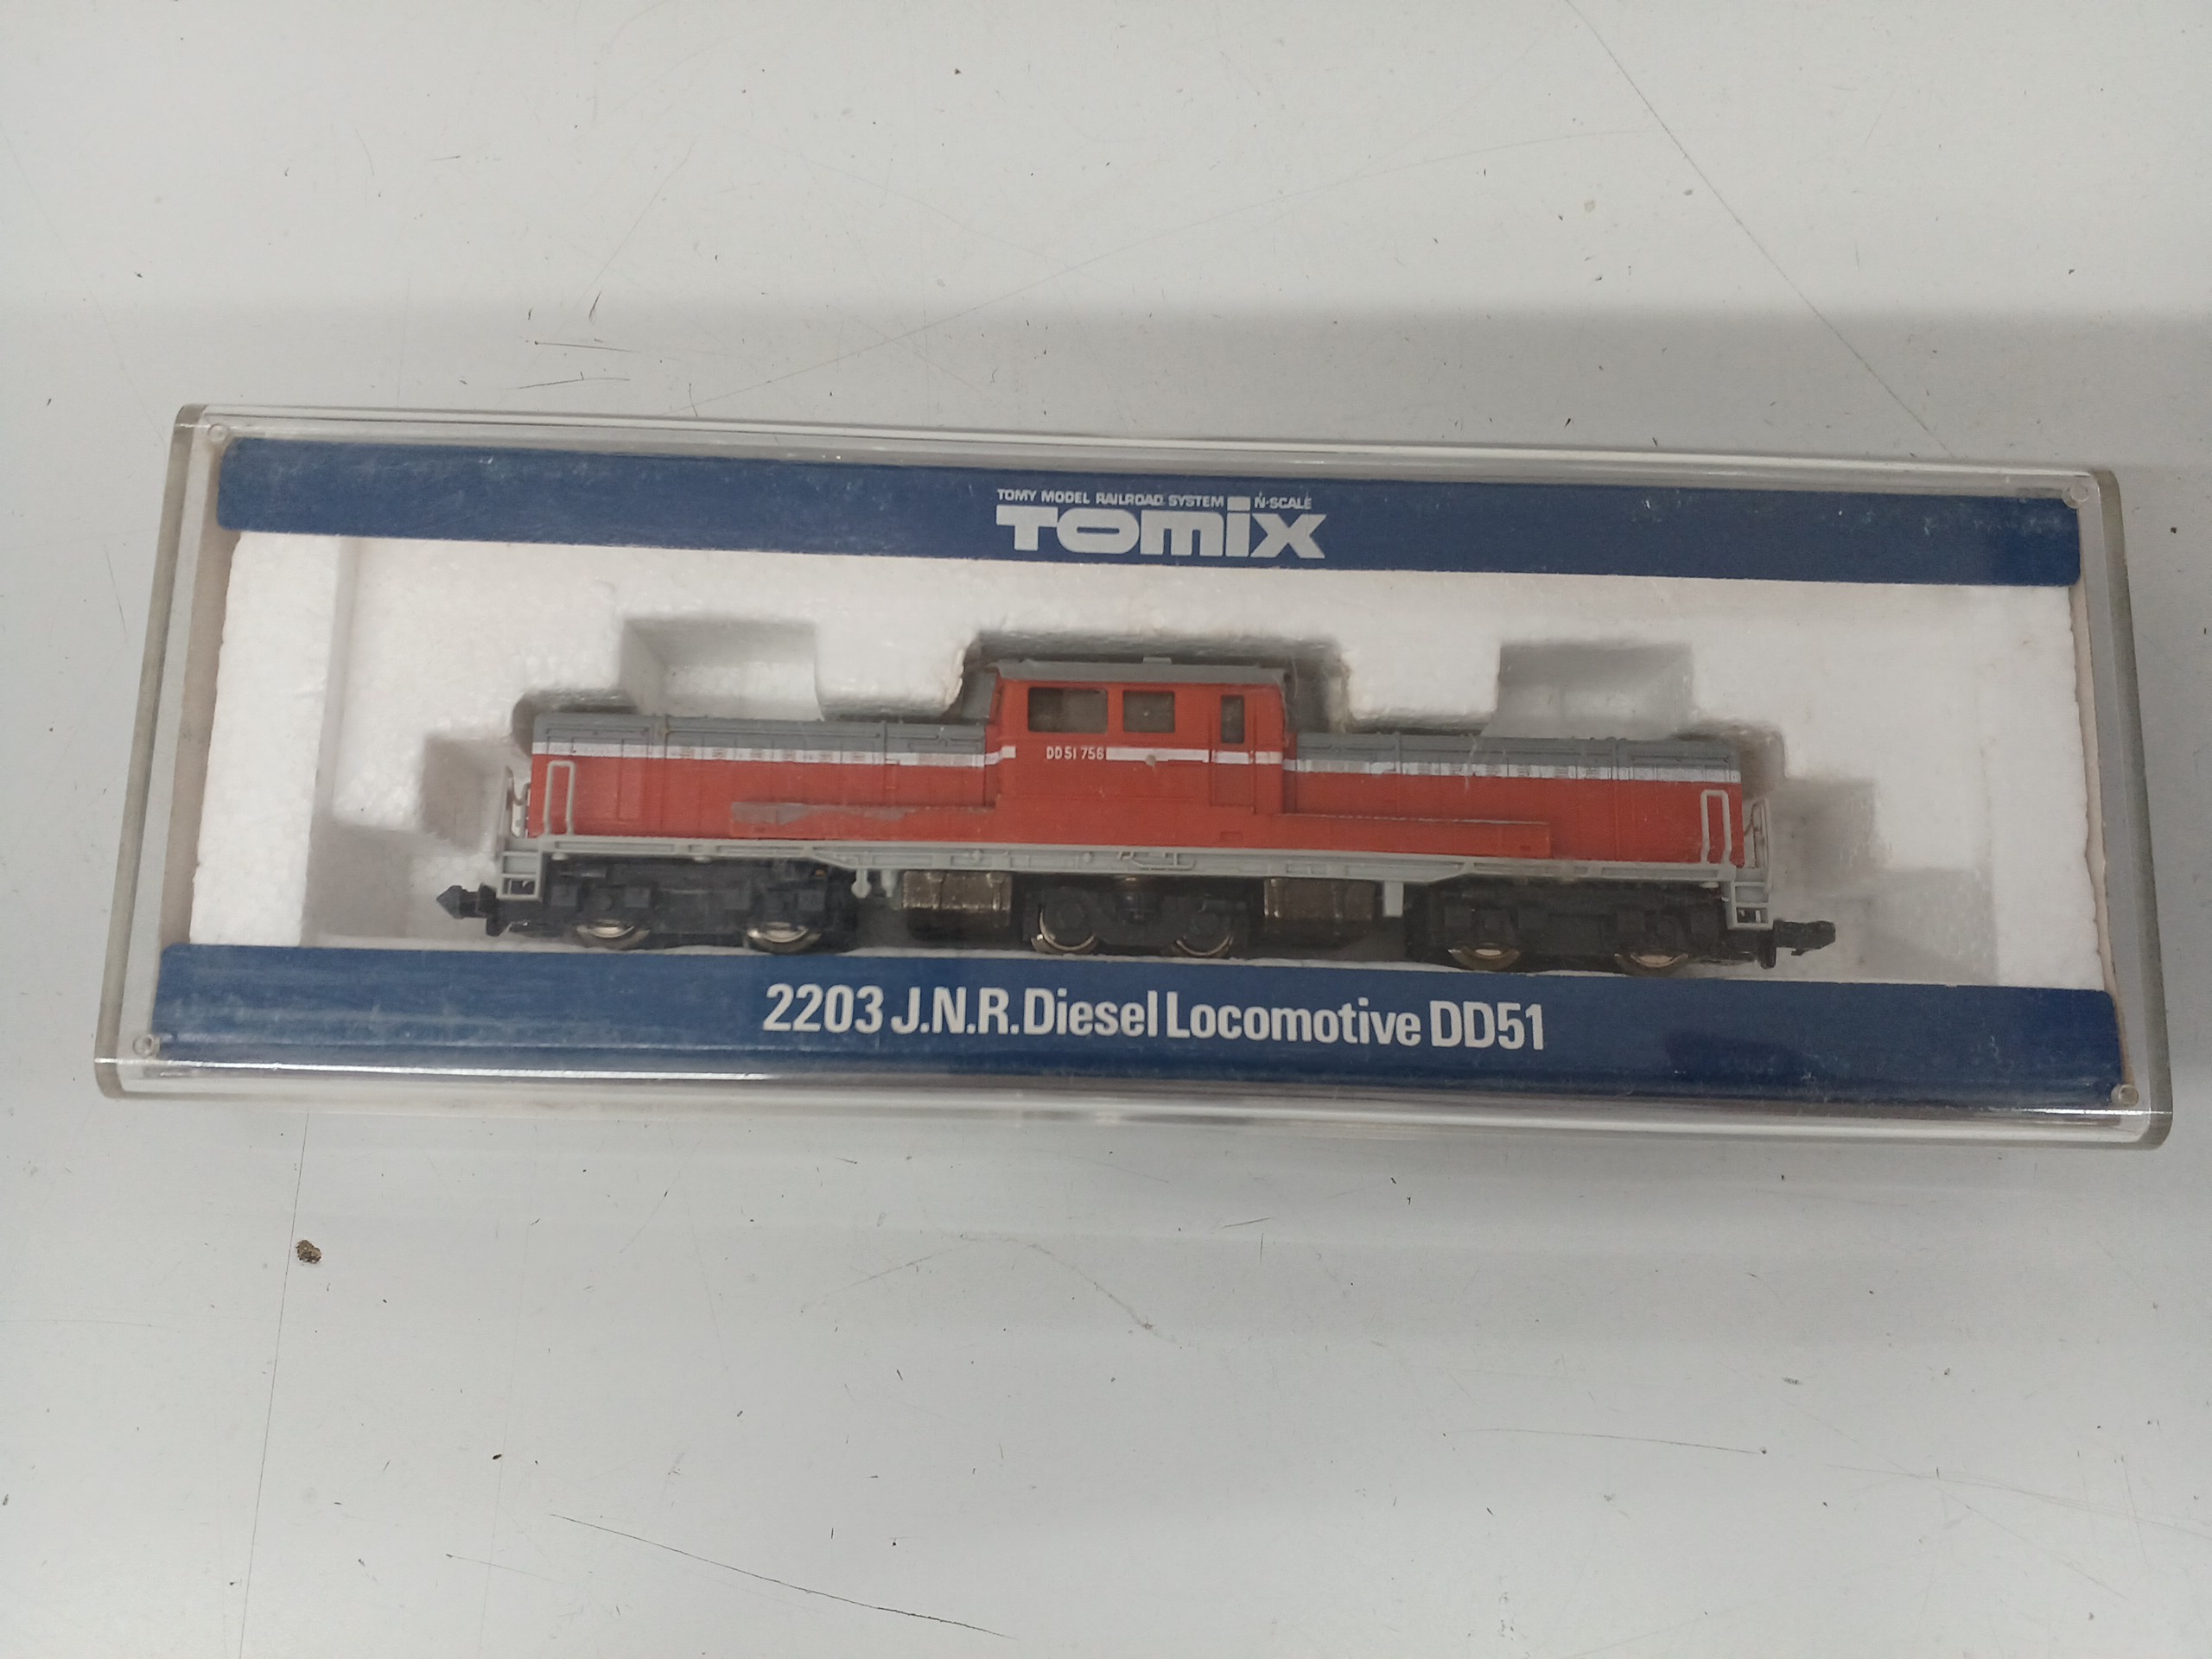 TOMY MODEL RAILROAD SYSTEM N-SCALE
TOMIX
DD51 756
2203 J.N.R.Diesel Locomotive DD51